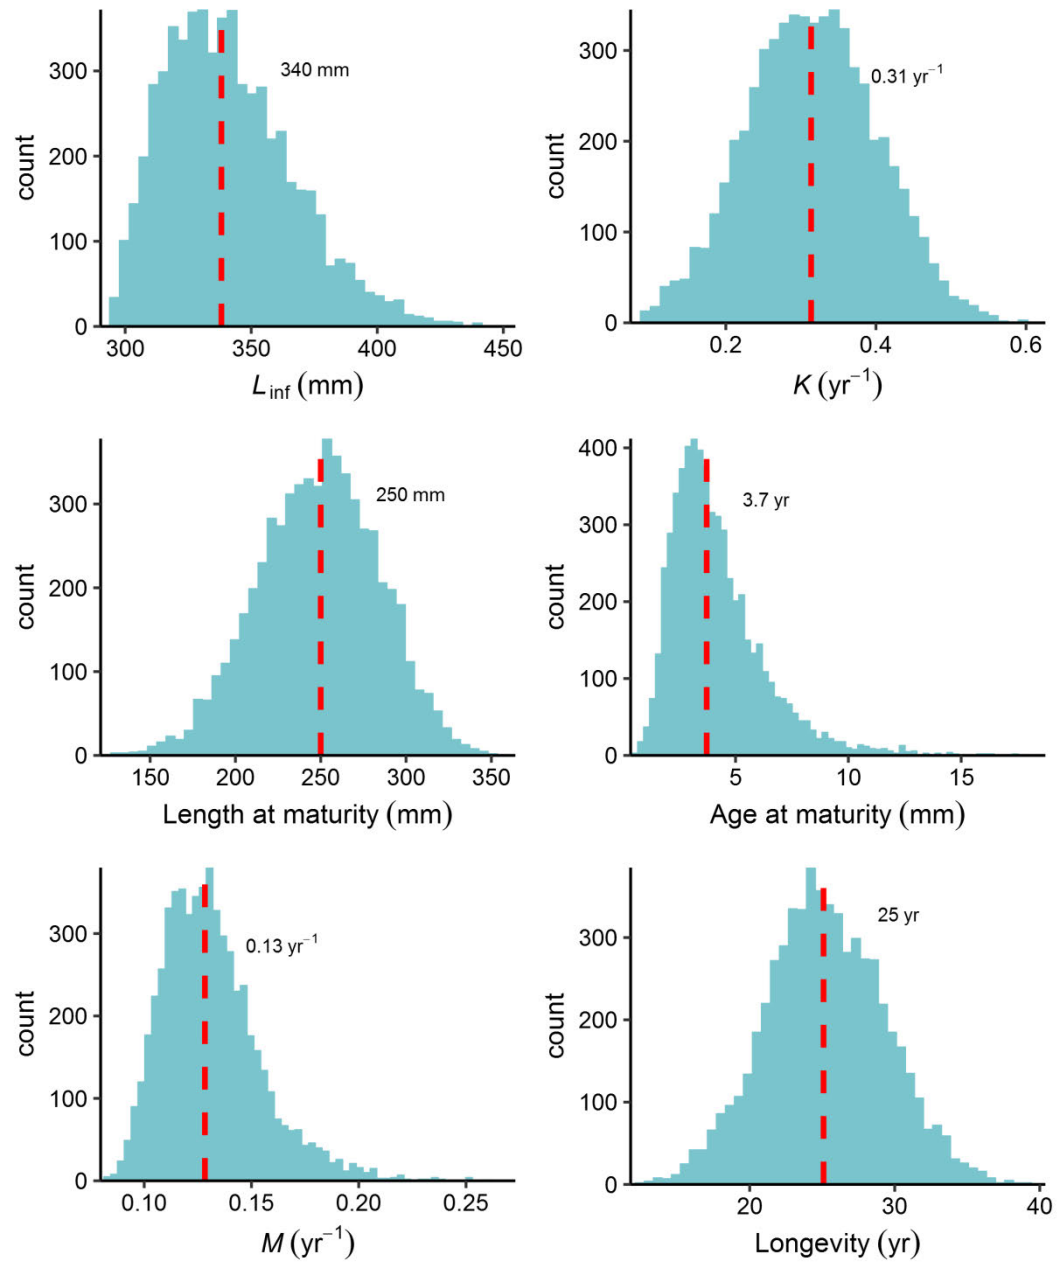 count
300
200
100
0
340 mm
300
350
400
450
L_inf (mm)
count
300
200
100
0
0.31 yr⁻¹
0.2
0.4
0.6
K (yr⁻¹)
count
300
200
100
0
250 mm
150
200
250
300
350
Length at maturity (mm)
count
400
300
200
100
0
3.7 yr
5
10
15
Age at maturity (mm)
count
300
200
100
0
0.13 yr⁻¹
0.10
0.15
0.20
0.25
M (yr⁻¹)
count
300
200
100
0
25 yr
20
30
40
Longevity (yr)